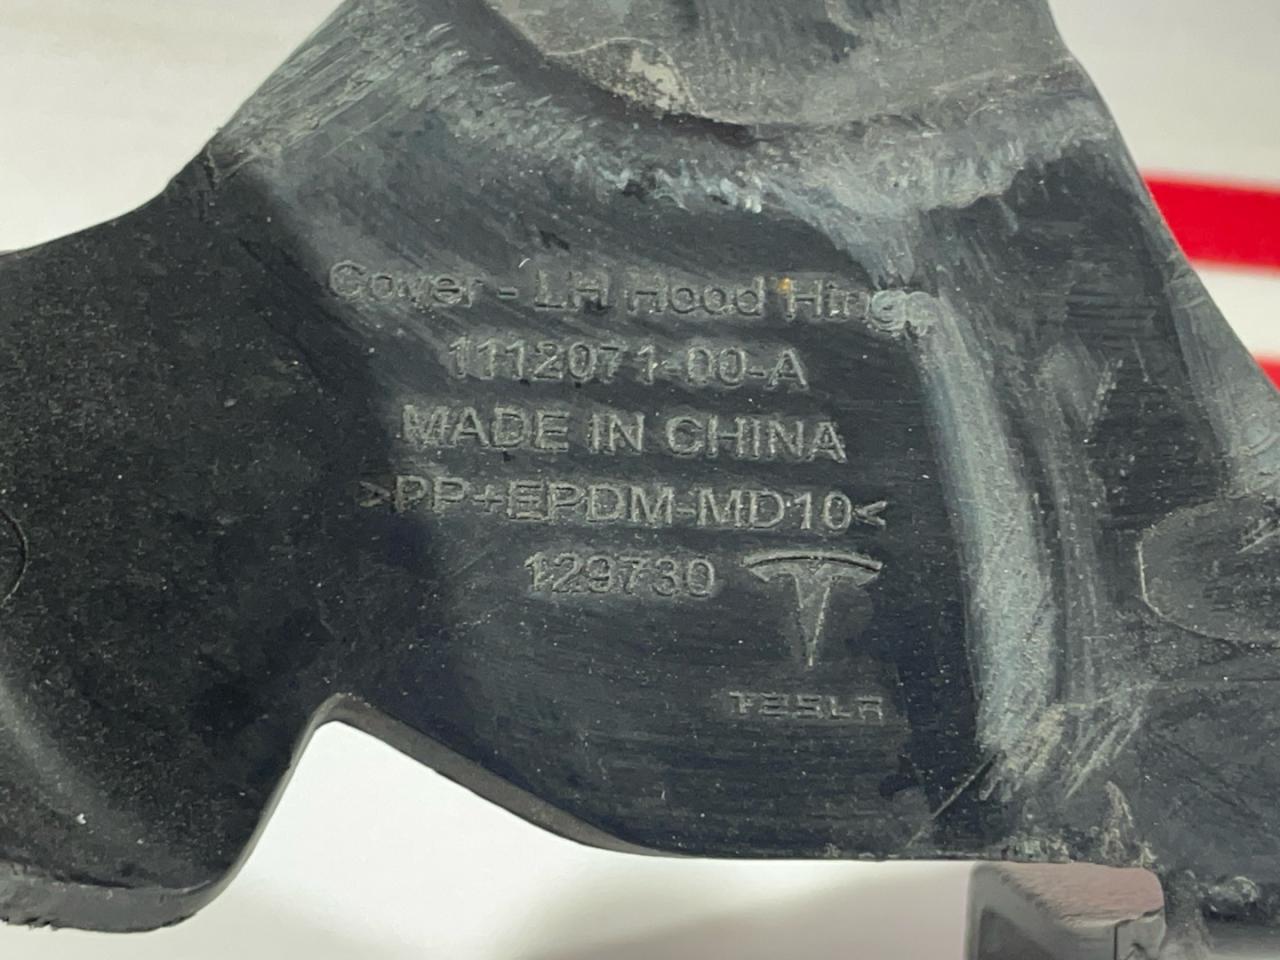 Cover - LH Hood Hinge
1112071-00-A
MADE IN CHINA
>PP+EPDM-MD10<
129730
TESLA